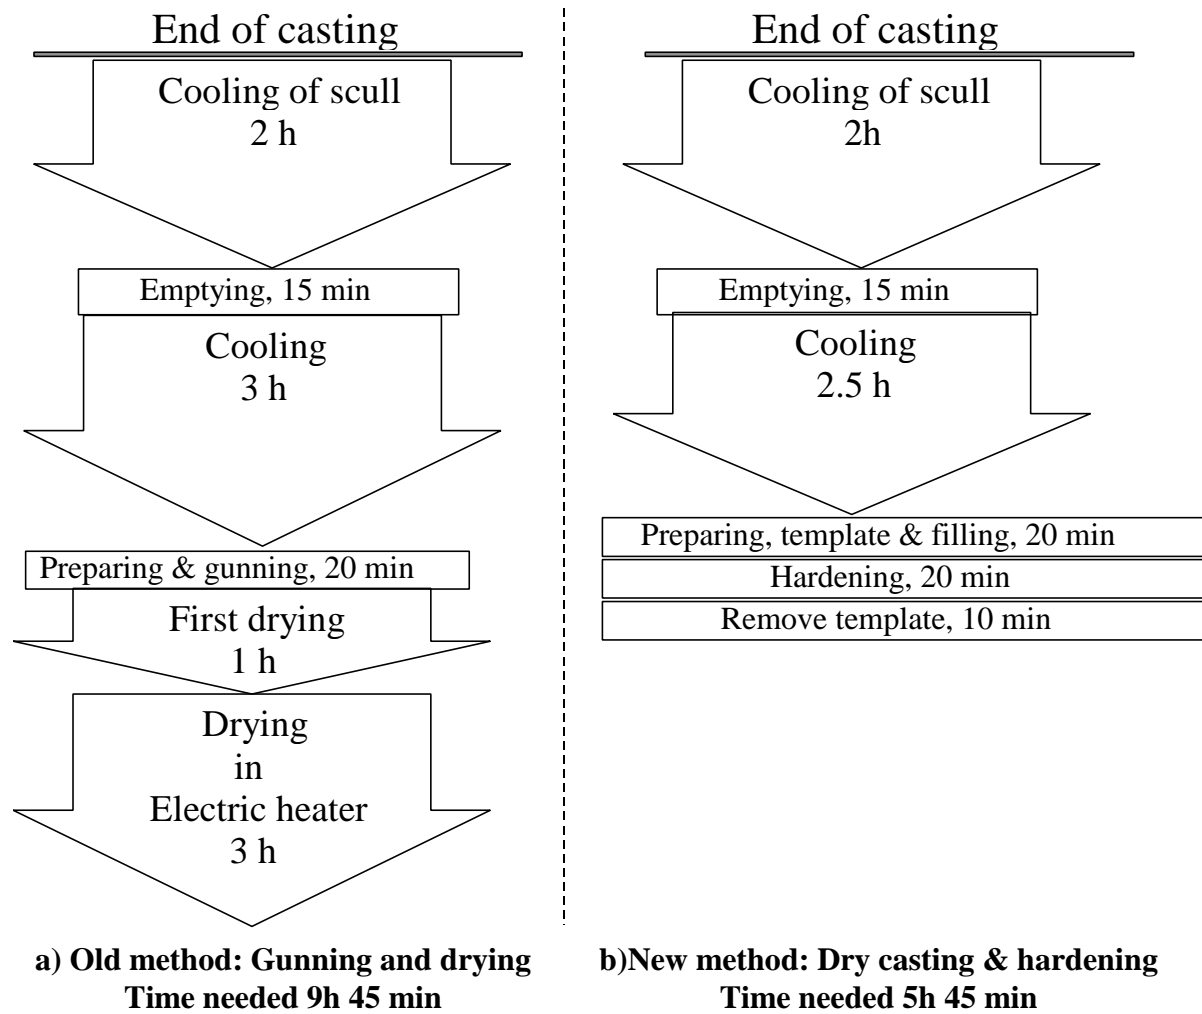 End of casting
Cooling of scull
2 h
Emptying, 15 min
Cooling
3 h
Preparing & gunning, 20 min
First drying
1 h
Drying
in
Electric heater
3 h
a) Old method: Gunning and drying
Time needed 9h 45 min
End of casting
Cooling of scull
2h
Emptying, 15 min
Cooling
2.5 h
Preparing, template & filling, 20 min
Hardening, 20 min
Remove template, 10 min
b)New method: Dry casting & hardening
Time needed 5h 45 min